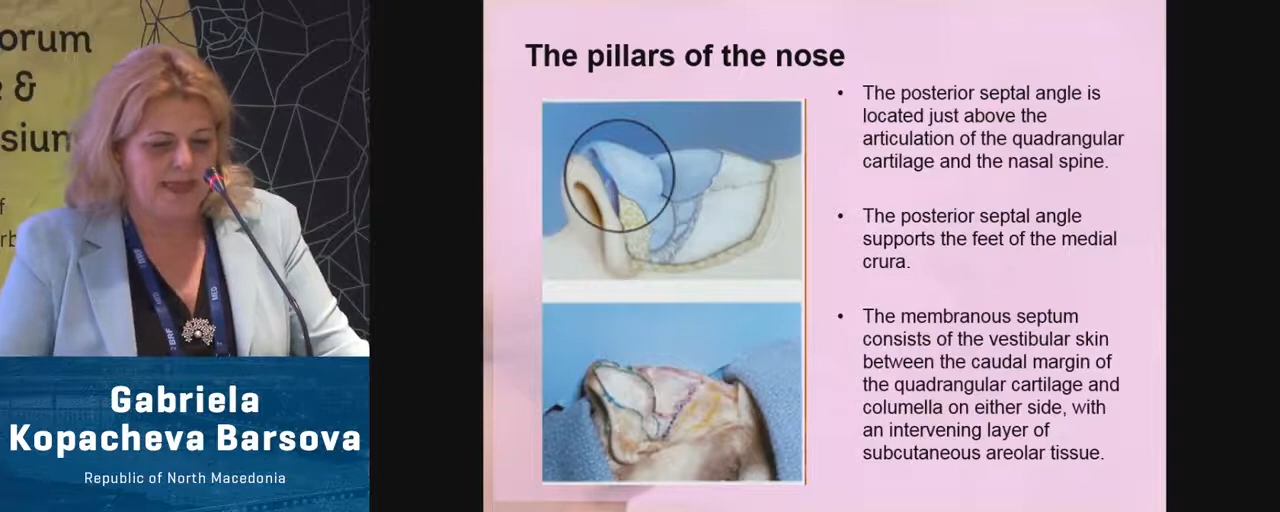 orum
&
sium
f
Gabriela
Kopacheva Barsova
Republic of North Macedonia
The pillars of the nose
• The posterior septal angle is
located just above the
articulation of the quadrangular
cartilage and the nasal spine.
• The posterior septal angle
supports the feet of the medial
crura.
• The membranous septum
consists of the vestibular skin
between the caudal margin of
the quadrangular cartilage and
columella on either side, with
an intervening layer of
subcutaneous areolar tissue.